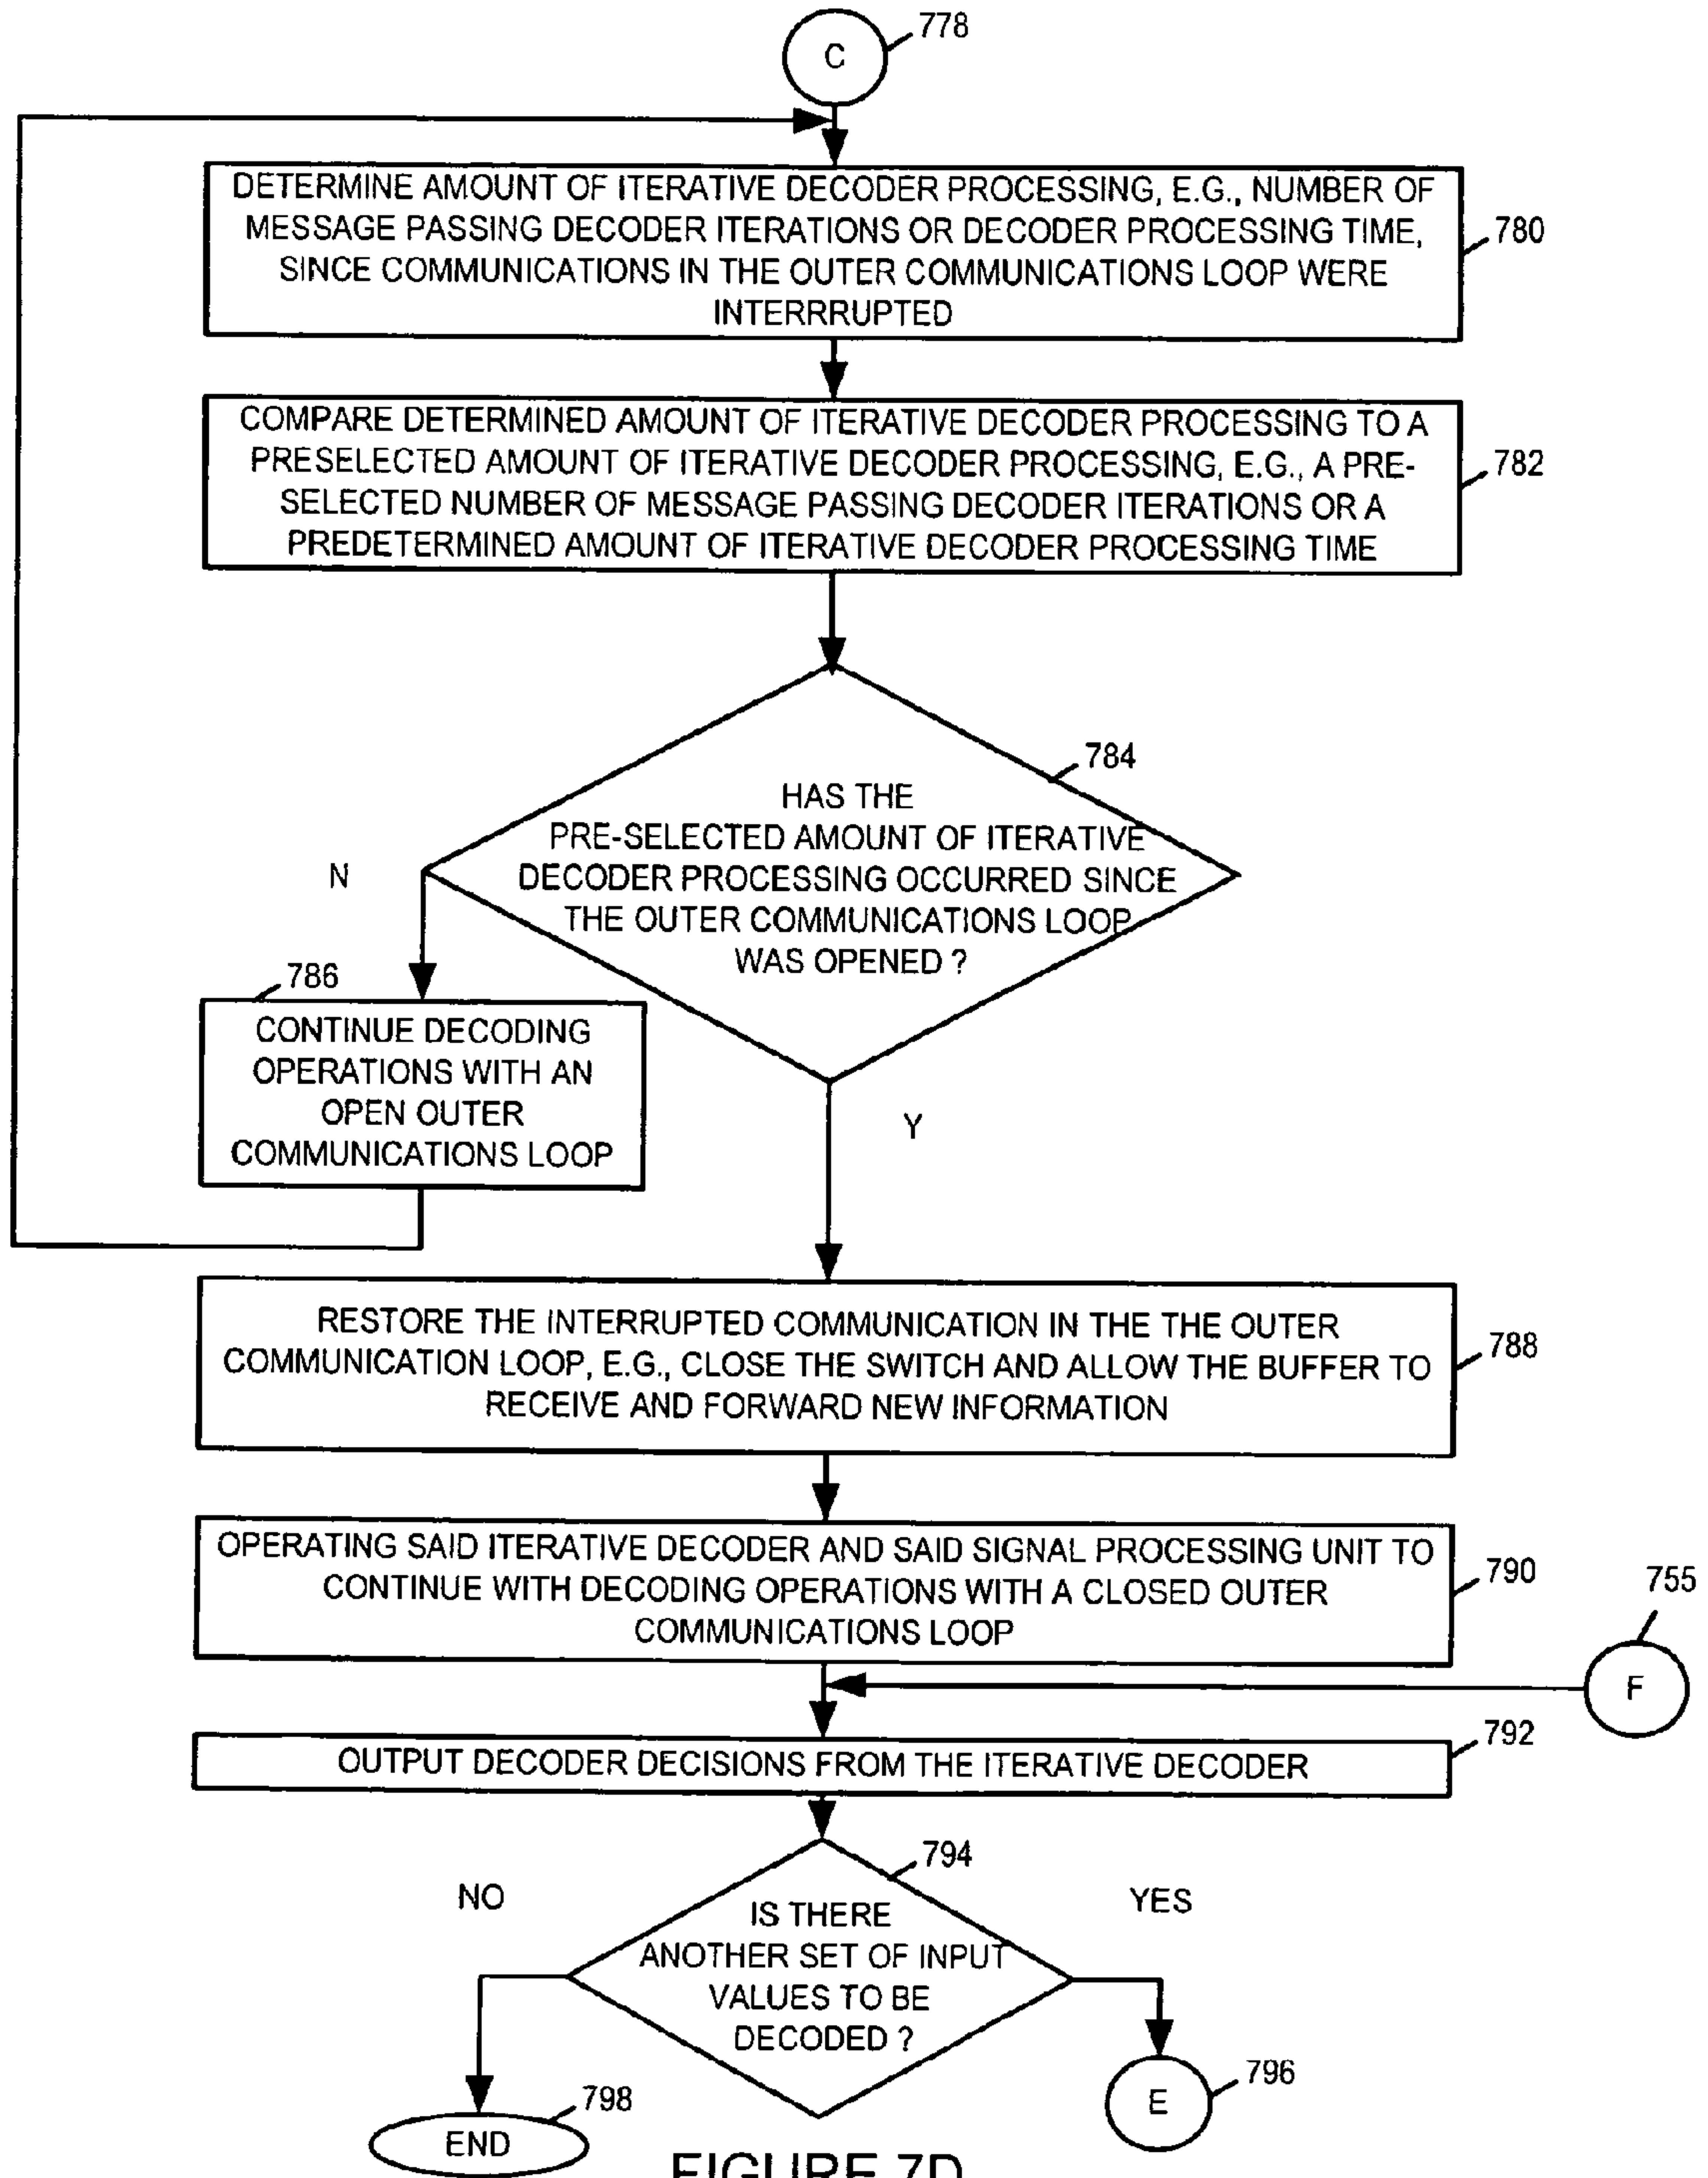 C
778
DETERMINE AMOUNT OF ITERATIVE DECODER PROCESSING, E.G., NUMBER OF
MESSAGE PASSING DECODER ITERATIONS OR DECODER PROCESSING TIME,
SINCE COMMUNICATIONS IN THE OUTER COMMUNICATIONS LOOP WERE
INTERRRUPTED
780
COMPARE DETERMINED AMOUNT OF ITERATIVE DECODER PROCESSING TO A
PRESELECTED AMOUNT OF ITERATIVE DECODER PROCESSING, E.G., A PRE-
SELECTED NUMBER OF MESSAGE PASSING DECODER ITERATIONS OR A
PREDETERMINED AMOUNT OF ITERATIVE DECODER PROCESSING TIME
782
784
HAS THE
PRE-SELECTED AMOUNT OF ITERATIVE
DECODER PROCESSING OCCURRED SINCE
THE OUTER COMMUNICATIONS LOOP
WAS OPENED ?
N
786
CONTINUE DECODING
OPERATIONS WITH AN
OPEN OUTER
COMMUNICATIONS LOOP
Y
RESTORE THE INTERRUPTED COMMUNICATION IN THE THE OUTER
COMMUNICATION LOOP, E.G., CLOSE THE SWITCH AND ALLOW THE BUFFER TO
RECEIVE AND FORWARD NEW INFORMATION
788
OPERATING SAID ITERATIVE DECODER AND SAID SIGNAL PROCESSING UNIT TO
CONTINUE WITH DECODING OPERATIONS WITH A CLOSED OUTER
COMMUNICATIONS LOOP
790
755
F
OUTPUT DECODER DECISIONS FROM THE ITERATIVE DECODER
792
794
NO
YES
IS THERE
ANOTHER SET OF INPUT
VALUES TO BE
DECODED ?
798
END
E
796
FIGURE 7D